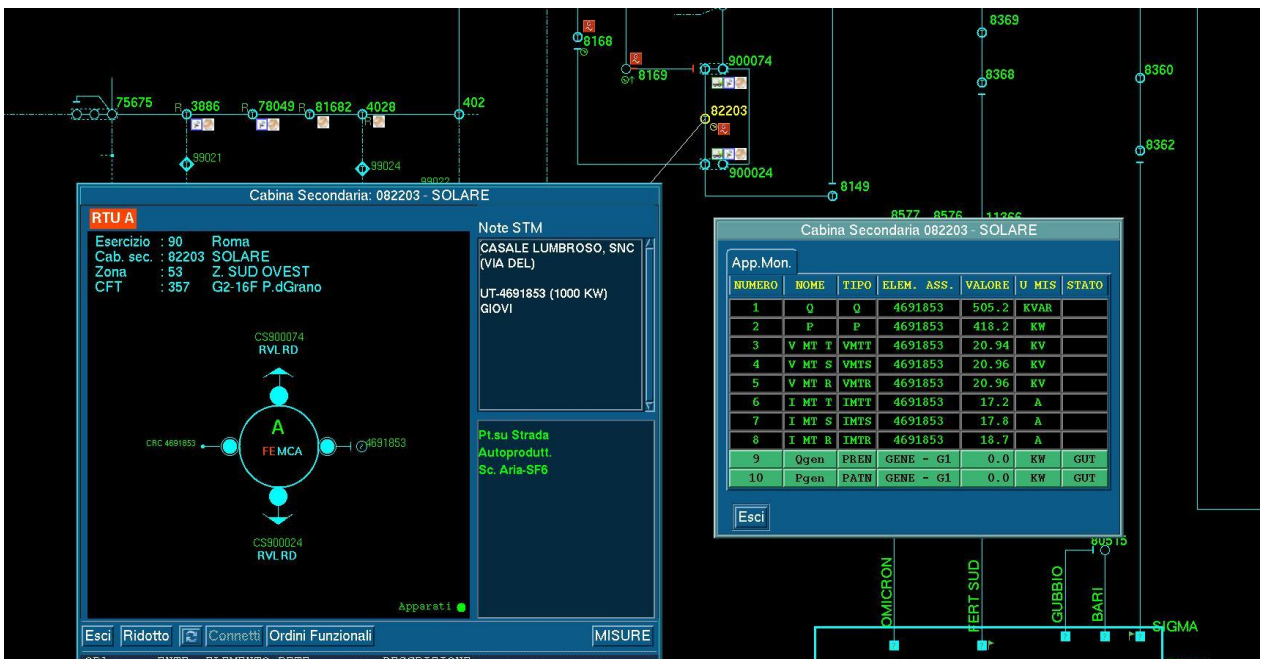 8369
8168
900074
8169
8368
8360
75675
R 3886 R 78049 R 81682 4028 402
82203
8362
99021
99024
99022
900024
8149
8577 8576 11366
Cabina Secondaria: 082203 - SOLARE
RTU A
Esercizio : 90 Roma
Cab. sec. : 82203 SOLARE
Zona : 53 Z. SUD OVEST
CFT : 357 G2-16F P.dGrano
CS900074
RVL RD
A
FEMCA
CRC 4691853
4691853
CS900024
RVL RD
Apparati
Note STM
CASALE LUMBROSO, SNC
(VIA DEL)
UT-4691853 (1000 KW)
GIOVI
Pt.su Strada
Autoprodutt.
Sc. Aria-SF6
Esci Ridotto Connetti Ordini Funzionali MISURE
Cabina Secondaria 082203 - SOLARE
App.Mon.
NUMERO NOME TIPO ELEM. ASS. VALORE U MIS STATO
1 Q Q 4691853 505.2 KVAR
2 P P 4691853 418.2 KW
3 V MT T VMTT 4691853 20.94 KV
4 V MT S VMTS 4691853 20.96 KV
5 V MT R VMTR 4691853 20.96 KV
6 I MT T IMTT 4691853 17.2 A
7 I MT S IMTS 4691853 17.8 A
8 I MT R IMTR 4691853 18.7 A
9 Qgen PREN GENE - G1 0.0 KW GUT
10 Pgen PATN GENE - G1 0.0 KW GUT
Esci
80515
OMICRON
FERT SUD
GUBBIO
BARI
SIGMA